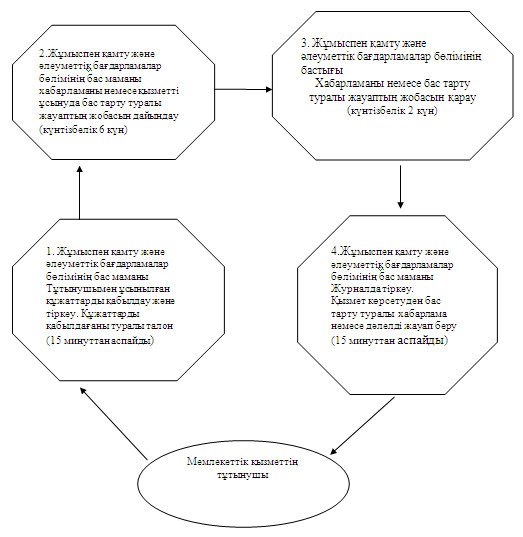 2.Жұмыспен қамту және
әлеуметтік бағдарламалар
бөлімінің бас маманы
хабарламаны немесе қызметті
ұсынуда бас тарту туралы
жауаптың жобасын дайындау
(күнтізбелік 6 күн)
3. Жұмыспен қамту және
әлеуметтік бағдарламалар бөлімінің
бастығы
Хабарламаны немесе бас тарту
туралы жауаптың жобасын қарау
(күнтізбелік 2 күн)
1. Жұмыспен қамту және
әлеуметтік бағдарламалар
бөлімінің бас маманы
Тұтынушымен ұсынылған
құжаттарды қабылдау және
тіркеу. Құжаттарды
қабылдағаны туралы талон
(15 минуттан аспайды)
4.Жұмыспен қамту және
әлеуметтік бағдарламалар
бөлімінің бас маманы
Журналда тіркеу.
Қызмет көрсетуден бас
тарту туралы хабарлама
немесе дәлелді жауап беру
(15 минуттан аспайды)
Мемлекеттік қызметтің
тұтынушы